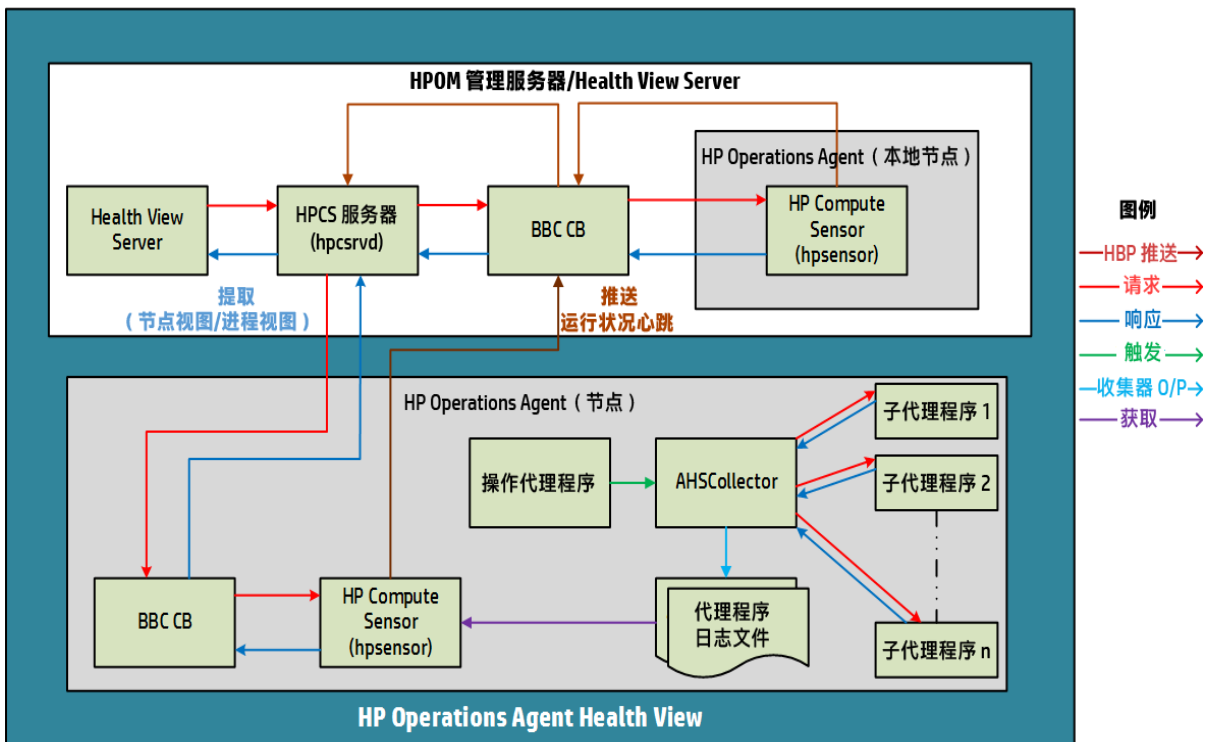 HPOM 管理服务器/Health View Server
HP Operations Agent（本地节点）
Health View
Server
HPCS 服务器
(hpcsrvd)
BBC CB
HP Compute
Sensor
(hpsensor)
提取
（节点视图/进程视图）
推送
运行状况心跳
HP Operations Agent（节点）
操作代理程序
AHSCollector
子代理程序 1
子代理程序 2
子代理程序 n
BBC CB
HP Compute
Sensor
(hpsensor)
代理程序
日志文件
HP Operations Agent Health View
图例
HBP 推送
请求
响应
触发
收集器 O/P
获取